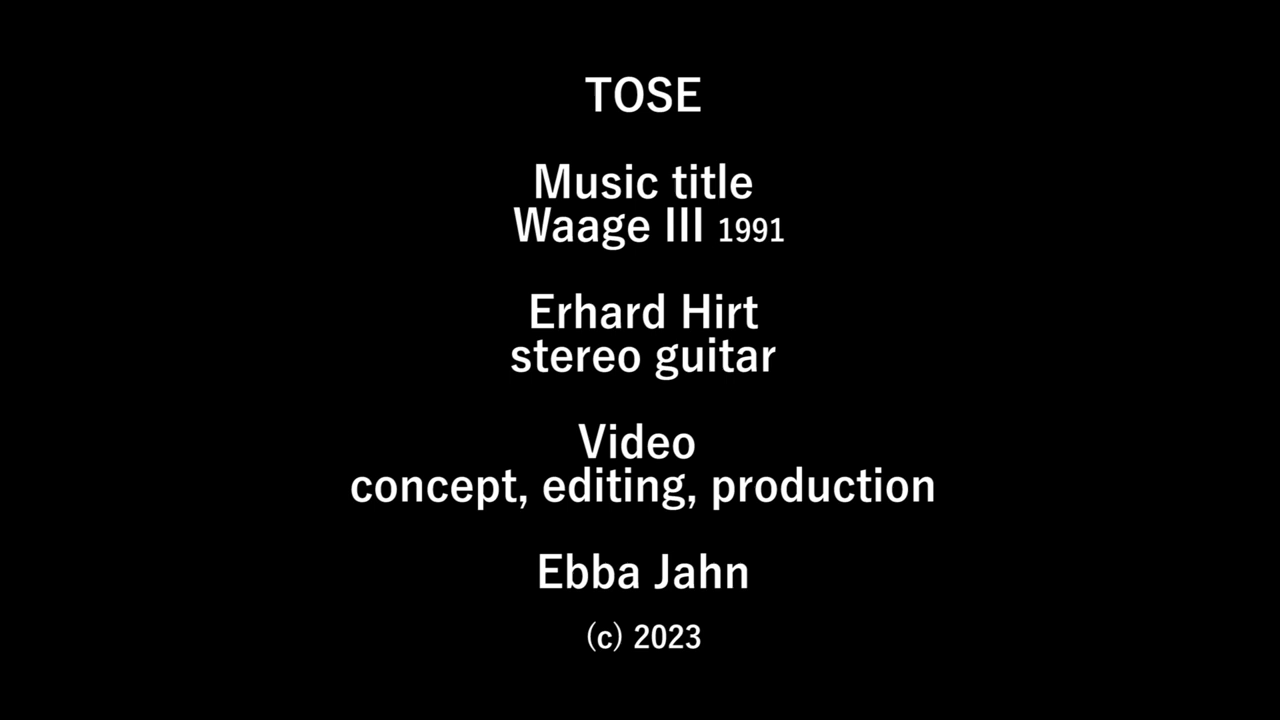 TOSE
Music title
Waage III 1991
Erhard Hirt
stereo guitar
Video
concept, editing, production
Ebba Jahn
(c) 2023